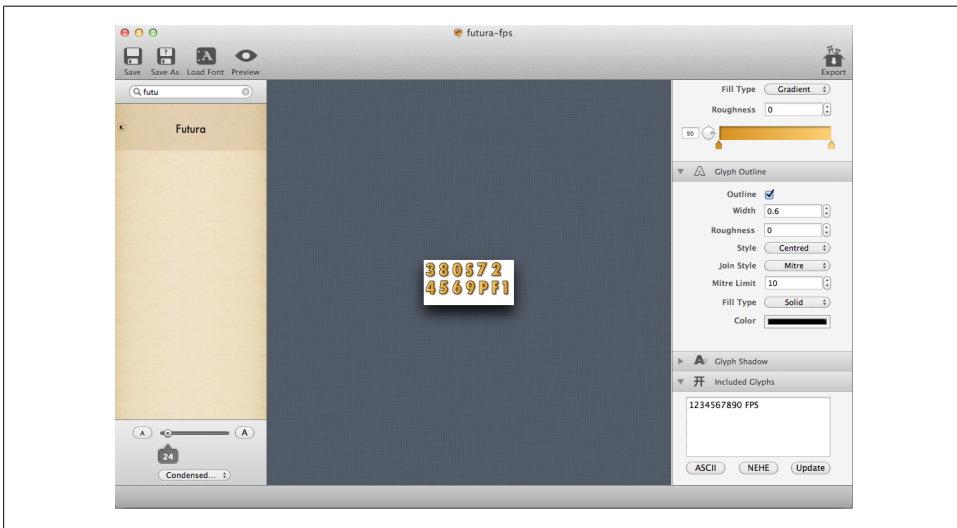 futura-fps
Save Save As Load Font Preview
Export
futu
K
Futura
A A
24
Condensed...
380S72
4569PF1
Fill Type Gradient
Roughness 0
90
Glyph Outline
Outline
Width 0.6
Roughness 0
Style Centred
Join Style Mitre
Mitre Limit 10
Fill Type Solid
Color
Glyph Shadow
Included Glyphs
1234567890 FPS
ASCII NEHE Update